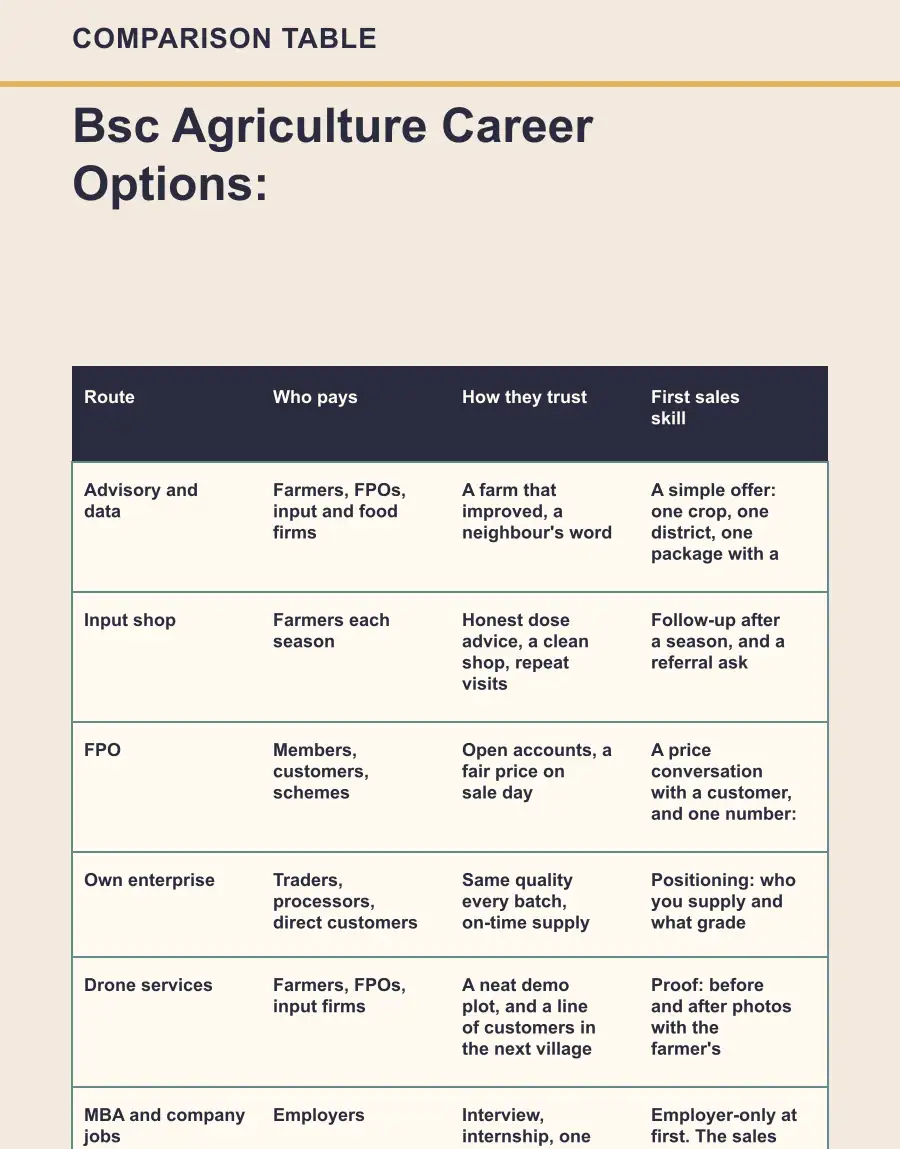 COMPARISON TABLE
Bsc Agriculture Career
Options:
Route
Who pays
How they trust
First sales
skill
Advisory and
data
Farmers, FPOs,
input and food
firms
A farm that
improved, a
neighbour's word
A simple offer:
one crop, one
district, one
package with a
Input shop
Farmers each
season
Honest dose
advice, a clean
shop, repeat
visits
Follow-up after
a season, and a
referral ask
FPO
Members,
customers,
schemes
Open accounts, a
fair price on
sale day
A price
conversation
with a customer,
and one number:
Own enterprise
Traders,
processors,
direct customers
Same quality
every batch,
on-time supply
Positioning: who
you supply and
what grade
Drone services
Farmers, FPOs,
input firms
A neat demo
plot, and a line
of customers in
the next village
Proof: before
and after photos
with the
farmer's
MBA and company
jobs
Employers
Interview,
internship, one
Employer-only at
first. The sales